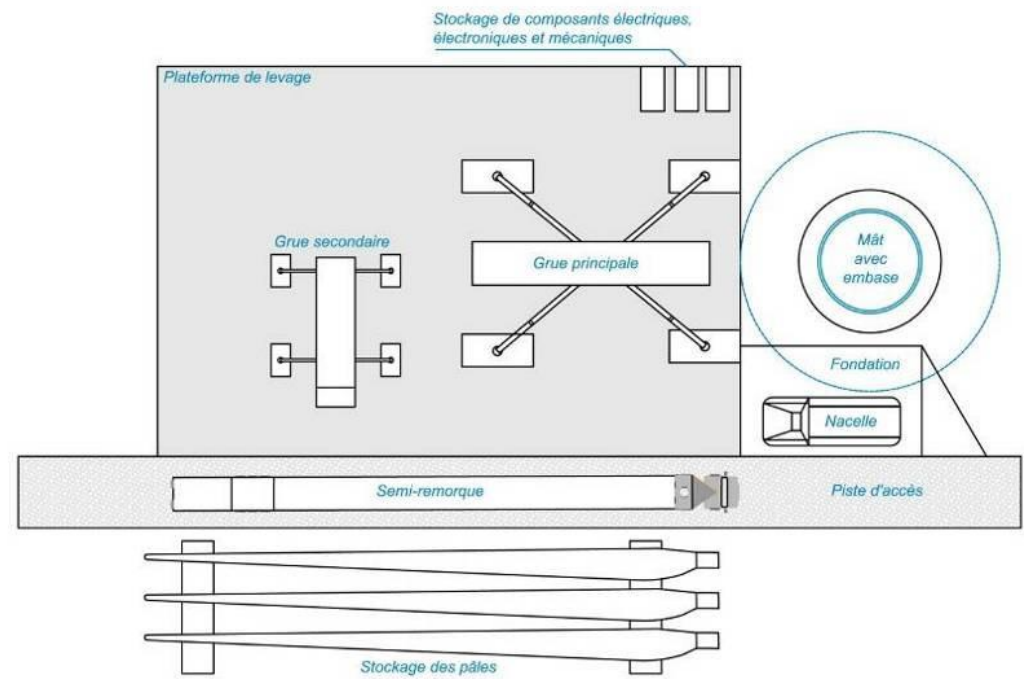 Stockage de composants électriques,
électroniques et mécaniques
Plateforme de levage
Grue secondaire
Grue principale
Mât
avec
embase
Fondation
Nacelle
Semi-remorque
Piste d'accès
Stockage des pâles